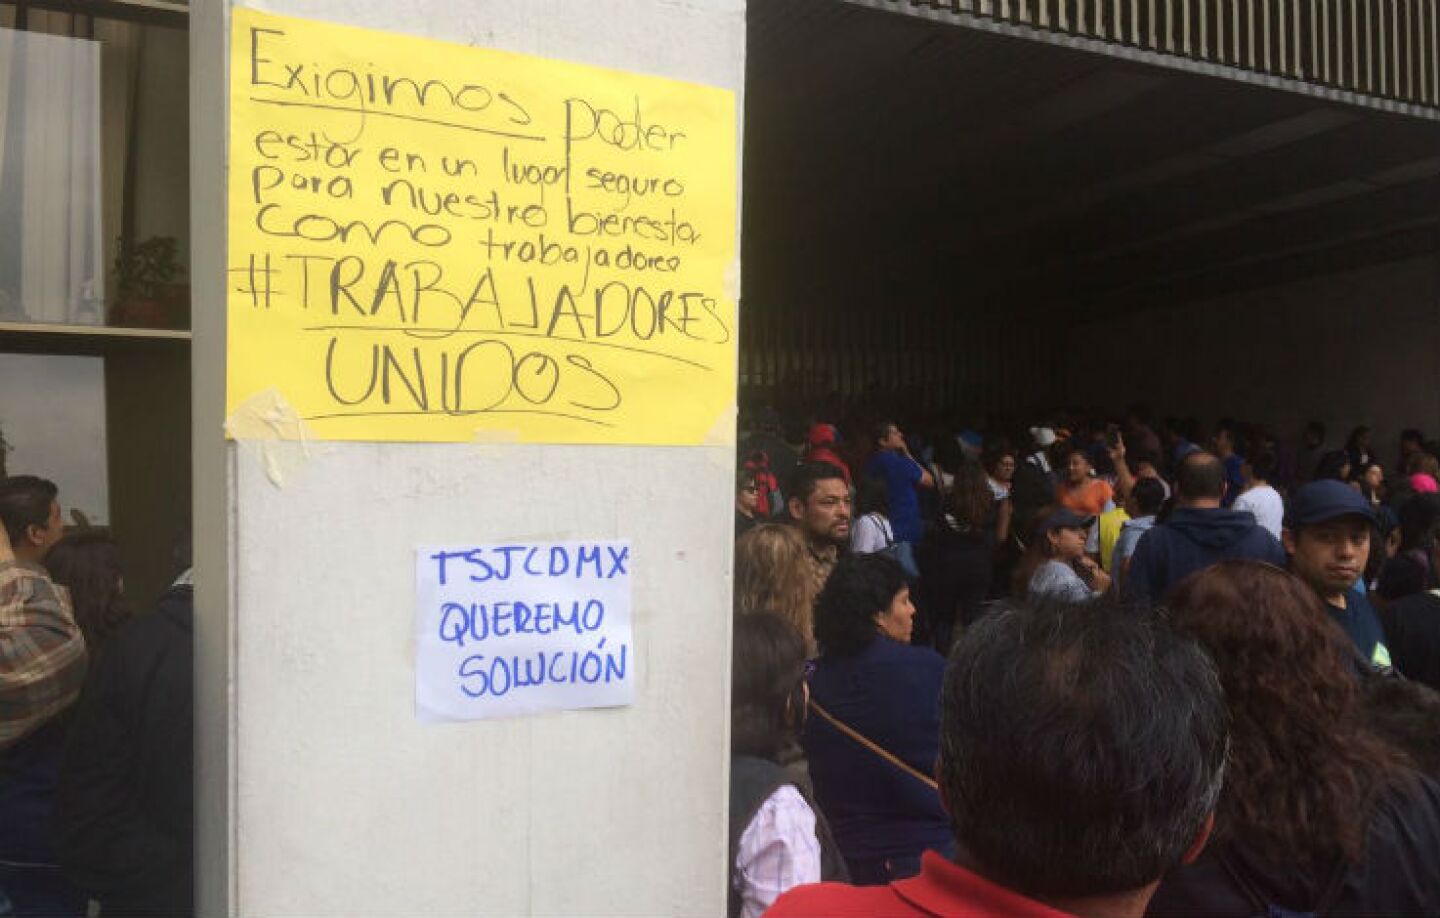 Exigimos poder
estar en un lugar seguro
para nuestro bienestar
como trabajadores
#TRABAJADORES
UNIDOS
TSJCDMX
QUEREMO
SOLUCIÓN